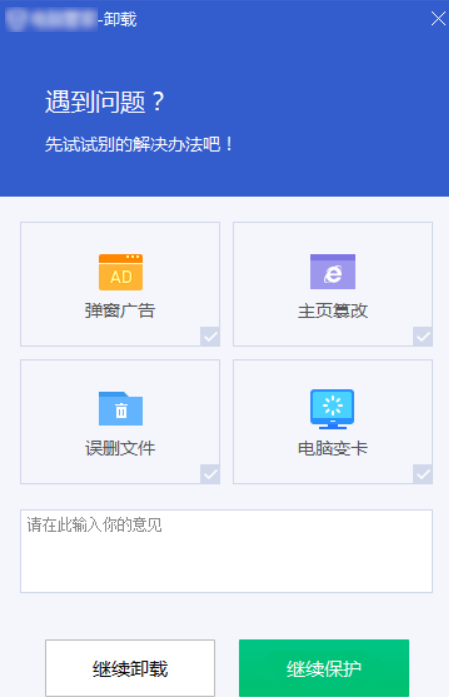 -卸载
遇到问题？
先试试别的解决办法吧！
AD
弹窗广告
主页篡改
误删文件
电脑变卡
请在此输入你的意见
继续卸载
继续保护